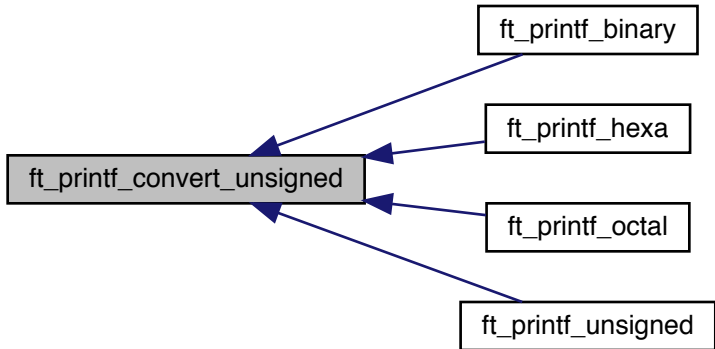 ft_printf_binary
ft_printf_hexa
ft_printf_convert_unsigned
ft_printf_octal
ft_printf_unsigned